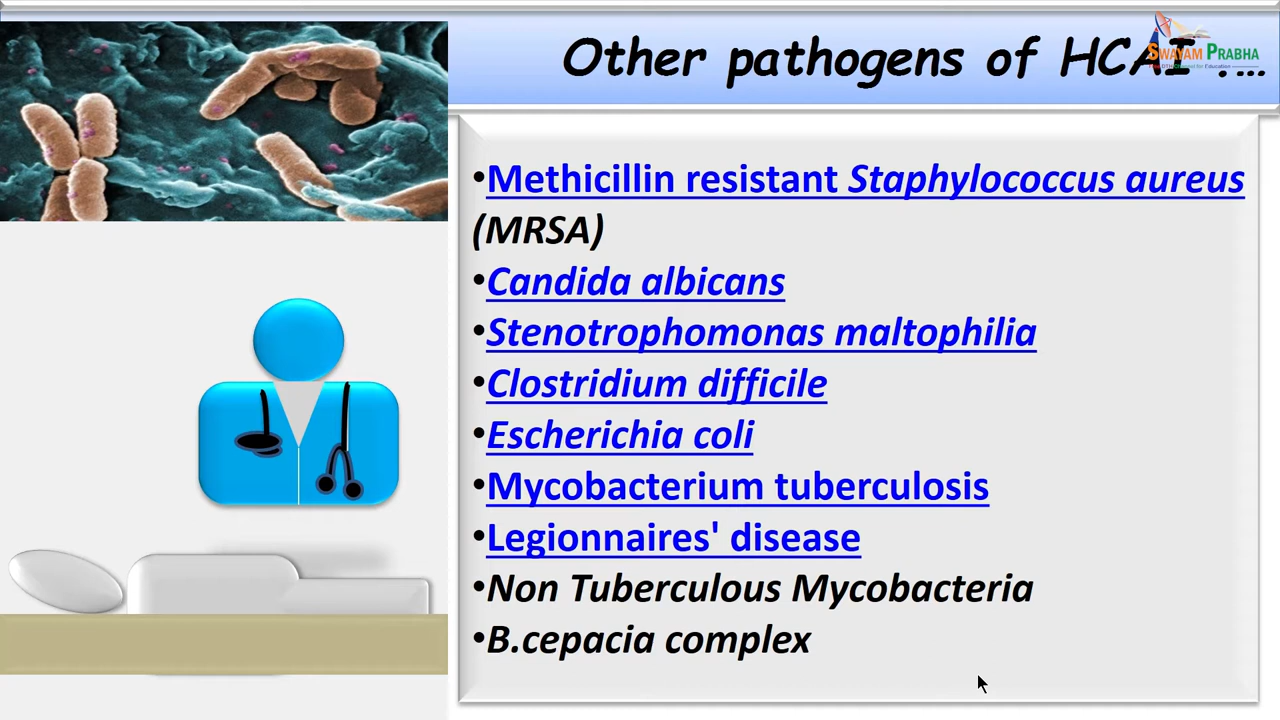 Other pathogens of HCAI :…
SWAYAM PRABHA
•Methicillin resistant Staphylococcus aureus
(MRSA)
•Candida albicans
•Stenotrophomonas maltophilia
•Clostridium difficile
•Escherichia coli
•Mycobacterium tuberculosis
•Legionnaires' disease
•Non Tuberculous Mycobacteria
•B.cepacia complex